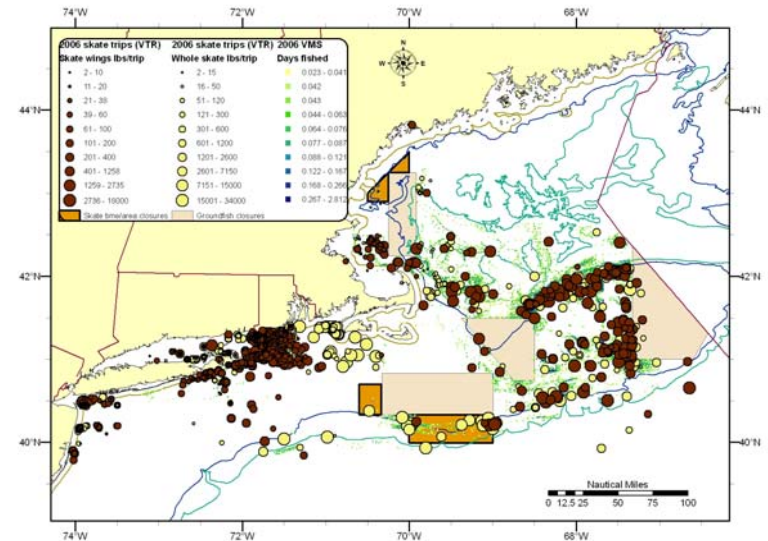 74°W 72°W 70°W 68°W
2006 skate trips (VTR) 2006 skate trips (VTR) 2006 VMS
Skate wings lbs/trip Whole skate lbs/trip Days fished
2 - 10 2 - 15 0.023 - 0.041
11 - 20 16 - 50 0.042
21 - 38 51 - 120 0.043
39 - 60 121 - 300 0.044 - 0.063
61 - 100 301 - 600 0.064 - 0.076
101 - 200 601 - 1200 0.077 - 0.087
201 - 400 1201 - 2600 0.088 - 0.121
401 - 1258 2601 - 7150 0.122 - 0.167
1259 - 2735 7151 - 15000 0.168 - 0.266
2736 - 18000 15001 - 34000 0.267 - 2.812
Skate time/area closures Groundfish closures
N
W E
S
44°N 44°N
42°N 42°N
40°N 40°N
Nautical Miles
0 12.5 25 50 75 100
74°W 72°W 70°W 68°W